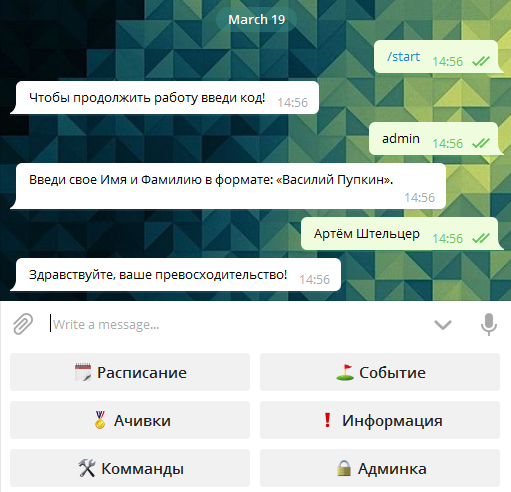 March 19
/start 14:56
Чтобы продолжить работу введи код! 14:56
admin 14:56
Введи свое Имя и Фамилию в формате: «Василий Пупкин».
14:56
Артём Штельцер 14:56
Здравствуйте, ваше превосходительство! 14:56
Write a message...
Расписание Событие
Ачивки Информация
Комманды Админка